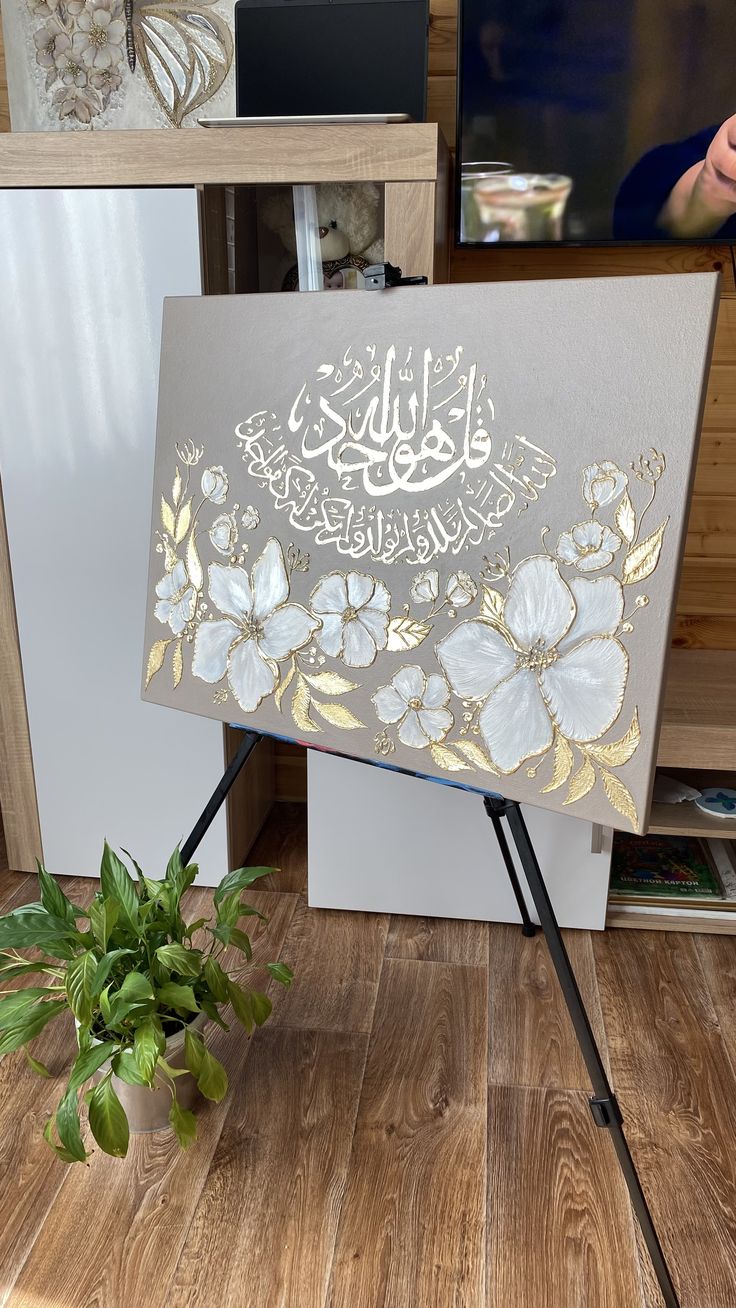 قل هو الله احد
الله الصمد لم يلد ولم يولد ولم يكن له كفوا احد
ЦВЕТНОЙ КАРТОН